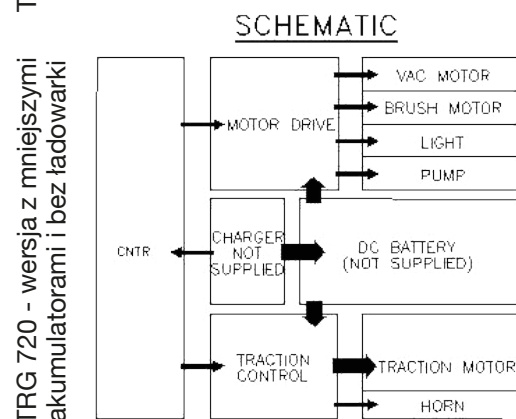 SCHEMATIC
TRG 720 - wersja z mniejszymi
akumulatorami i bez ładowarki
CNTR
MOTOR DRIVE
VAC MOTOR
BRUSH MOTOR
LIGHT
PUMP
CHARGER
NOT
SUPPLIED
DC BATTERY
(NOT SUPPLIED)
TRACTION
CONTROL
TRACTION MOTOR
HORN